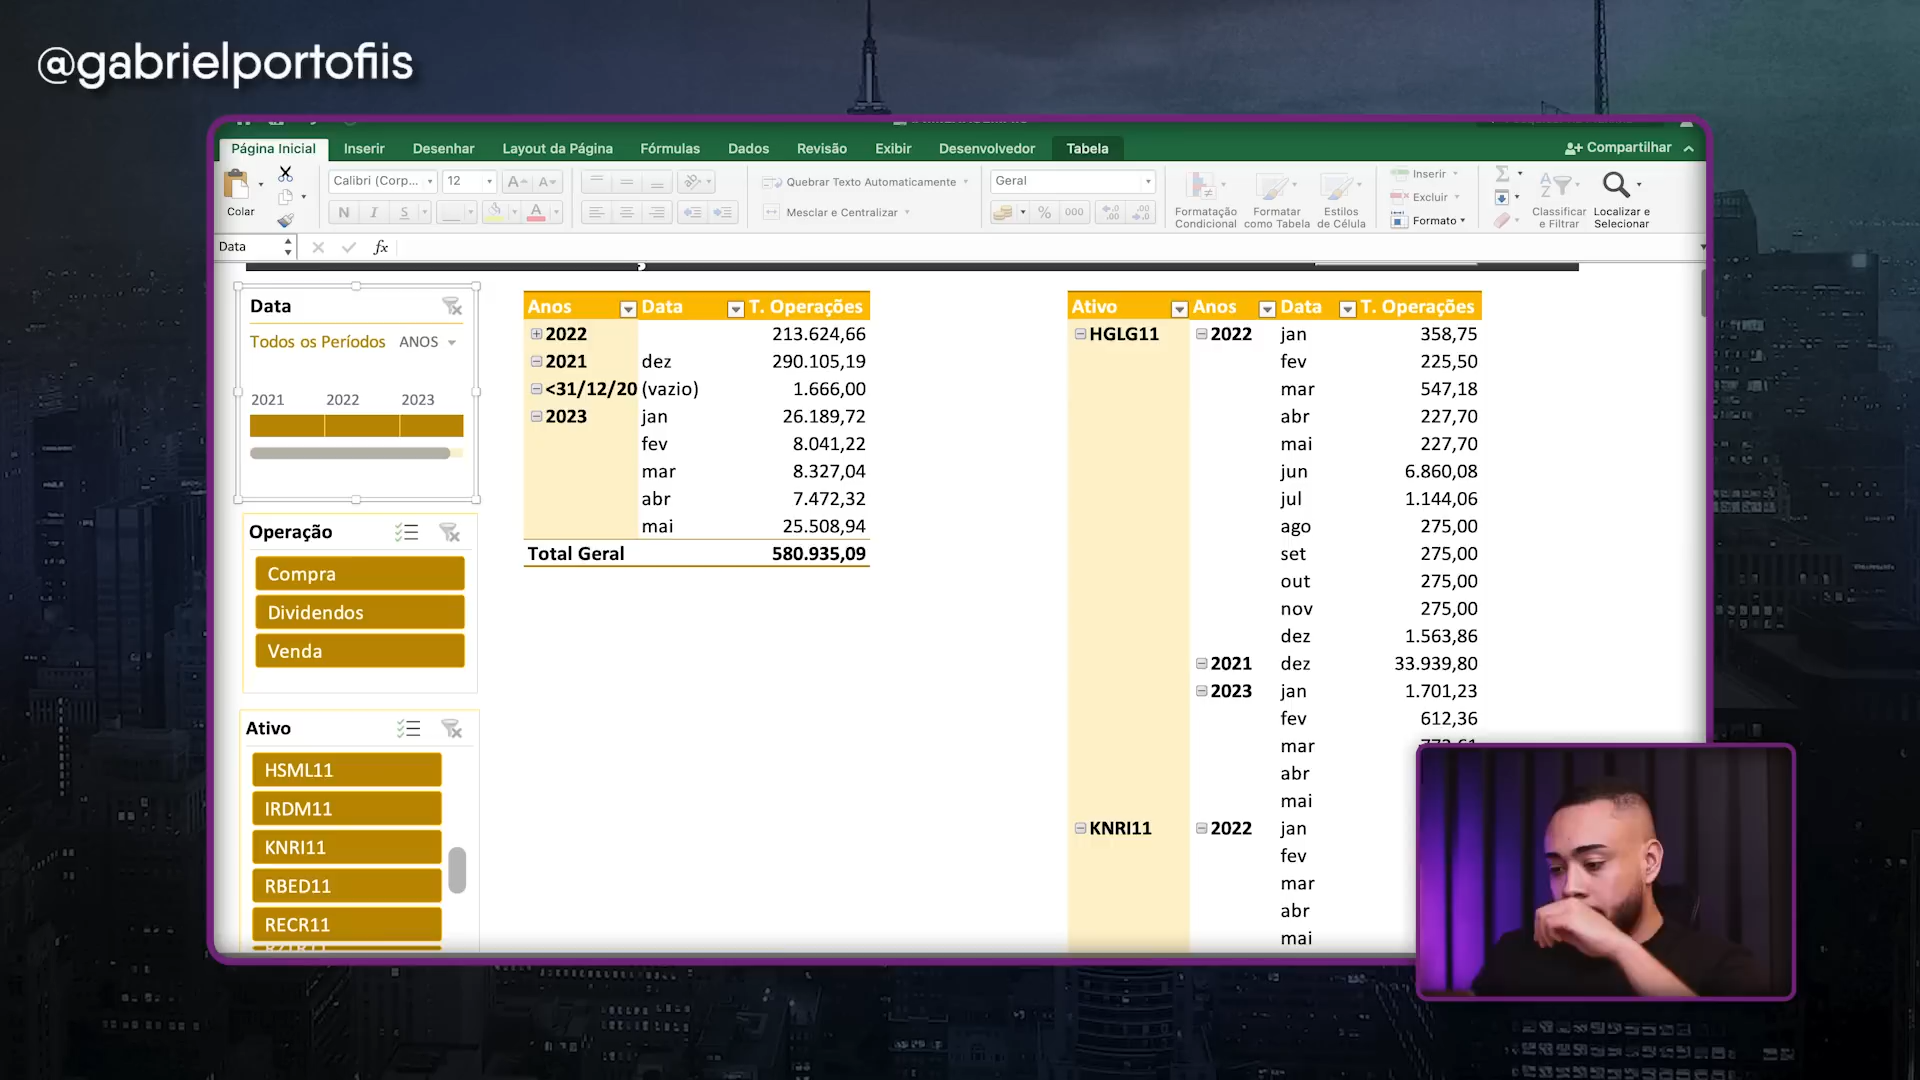 @gabrielportofiis
Página Inicial
Inserir
Desenhar
Layout da Página
Fórmulas
Dados
Revisão
Exibir
Desenvolvedor
Tabela
Compartilhar
Colar
Calibri (Corp...
12
Quebrar Texto Automaticamente
Mesclar e Centralizar
Geral
Formatação Condicional
Formatar como Tabela
Estilos de Célula
Inserir
Excluir
Formato
Classificar e Filtrar
Localizar e Selecionar
Data
fx
Data
Todos os Períodos ANOS
2021 2022 2023
Operação
Compra
Dividendos
Venda
Ativo
HSML11
IRDM11
KNRI11
RBED11
RECR11
Anos Data T. Operações
2022 213.624,66
2021 dez 290.105,19
<31/12/20 (vazio) 1.666,00
2023 jan 26.189,72
fev 8.041,22
mar 8.327,04
abr 7.472,32
mai 25.508,94
Total Geral 580.935,09
Ativo Anos Data T. Operações
HGLG11 2022 jan 358,75
fev 225,50
mar 547,18
abr 227,70
mai 227,70
jun 6.860,08
jul 1.144,06
ago 275,00
set 275,00
out 275,00
nov 275,00
dez 1.563,86
2021 dez 33.939,80
2023 jan 1.701,23
fev 612,36
mar
abr
mai
KNRI11 2022 jan
fev
mar
abr
mai